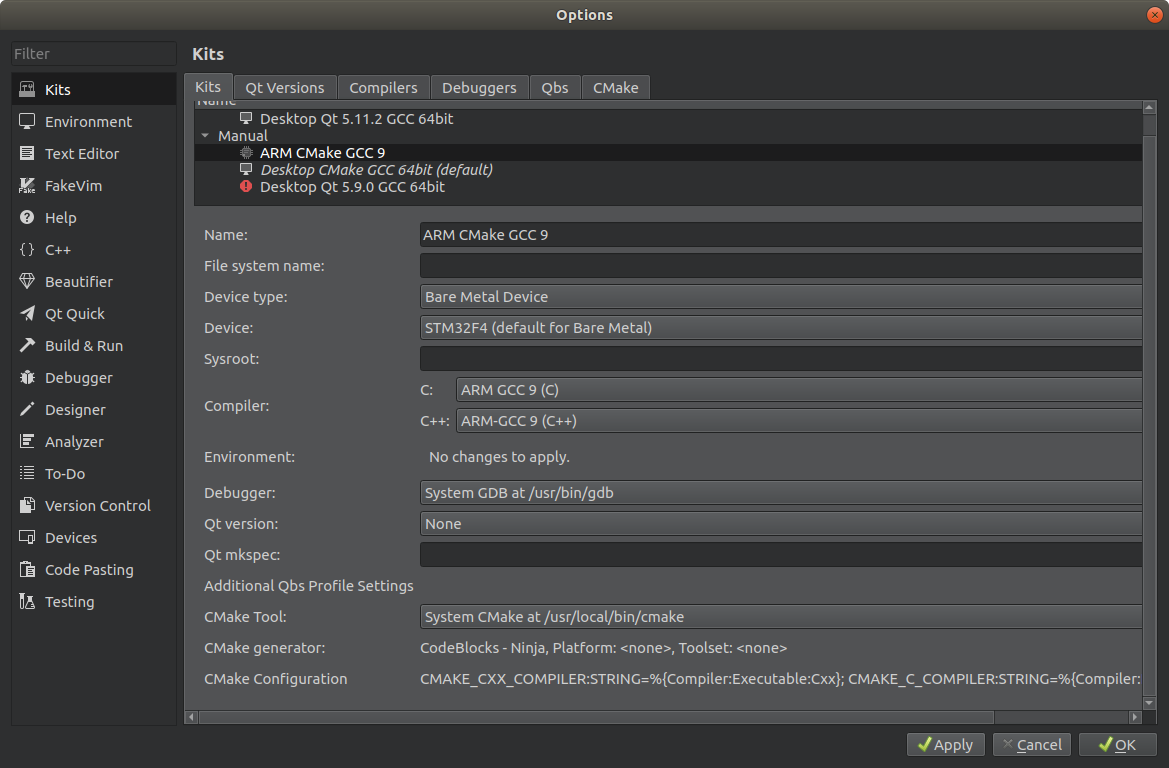 Options
Filter
Kits
Environment
Text Editor
FakeVim
Help
C++
Beautifier
Qt Quick
Build & Run
Debugger
Designer
Analyzer
To-Do
Version Control
Devices
Code Pasting
Testing
Kits
Kits Qt Versions Compilers Debuggers Qbs CMake
Name
Desktop Qt 5.11.2 GCC 64bit
Manual
ARM CMake GCC 9
Desktop CMake GCC 64bit (default)
Desktop Qt 5.9.0 GCC 64bit
Name: ARM CMake GCC 9
File system name:
Device type: Bare Metal Device
Device: STM32F4 (default for Bare Metal)
Sysroot:
Compiler:
C: ARM GCC 9 (C)
C++: ARM-GCC 9 (C++)
Environment: No changes to apply.
Debugger: System GDB at /usr/bin/gdb
Qt version: None
Qt mkspec:
Additional Qbs Profile Settings
CMake Tool: System CMake at /usr/local/bin/cmake
CMake generator: CodeBlocks - Ninja, Platform: <none>, Toolset: <none>
CMake Configuration CMAKE_CXX_COMPILER:STRING=%{Compiler:Executable:Cxx}; CMAKE_C_COMPILER:STRING=%{Compiler:
Apply Cancel OK